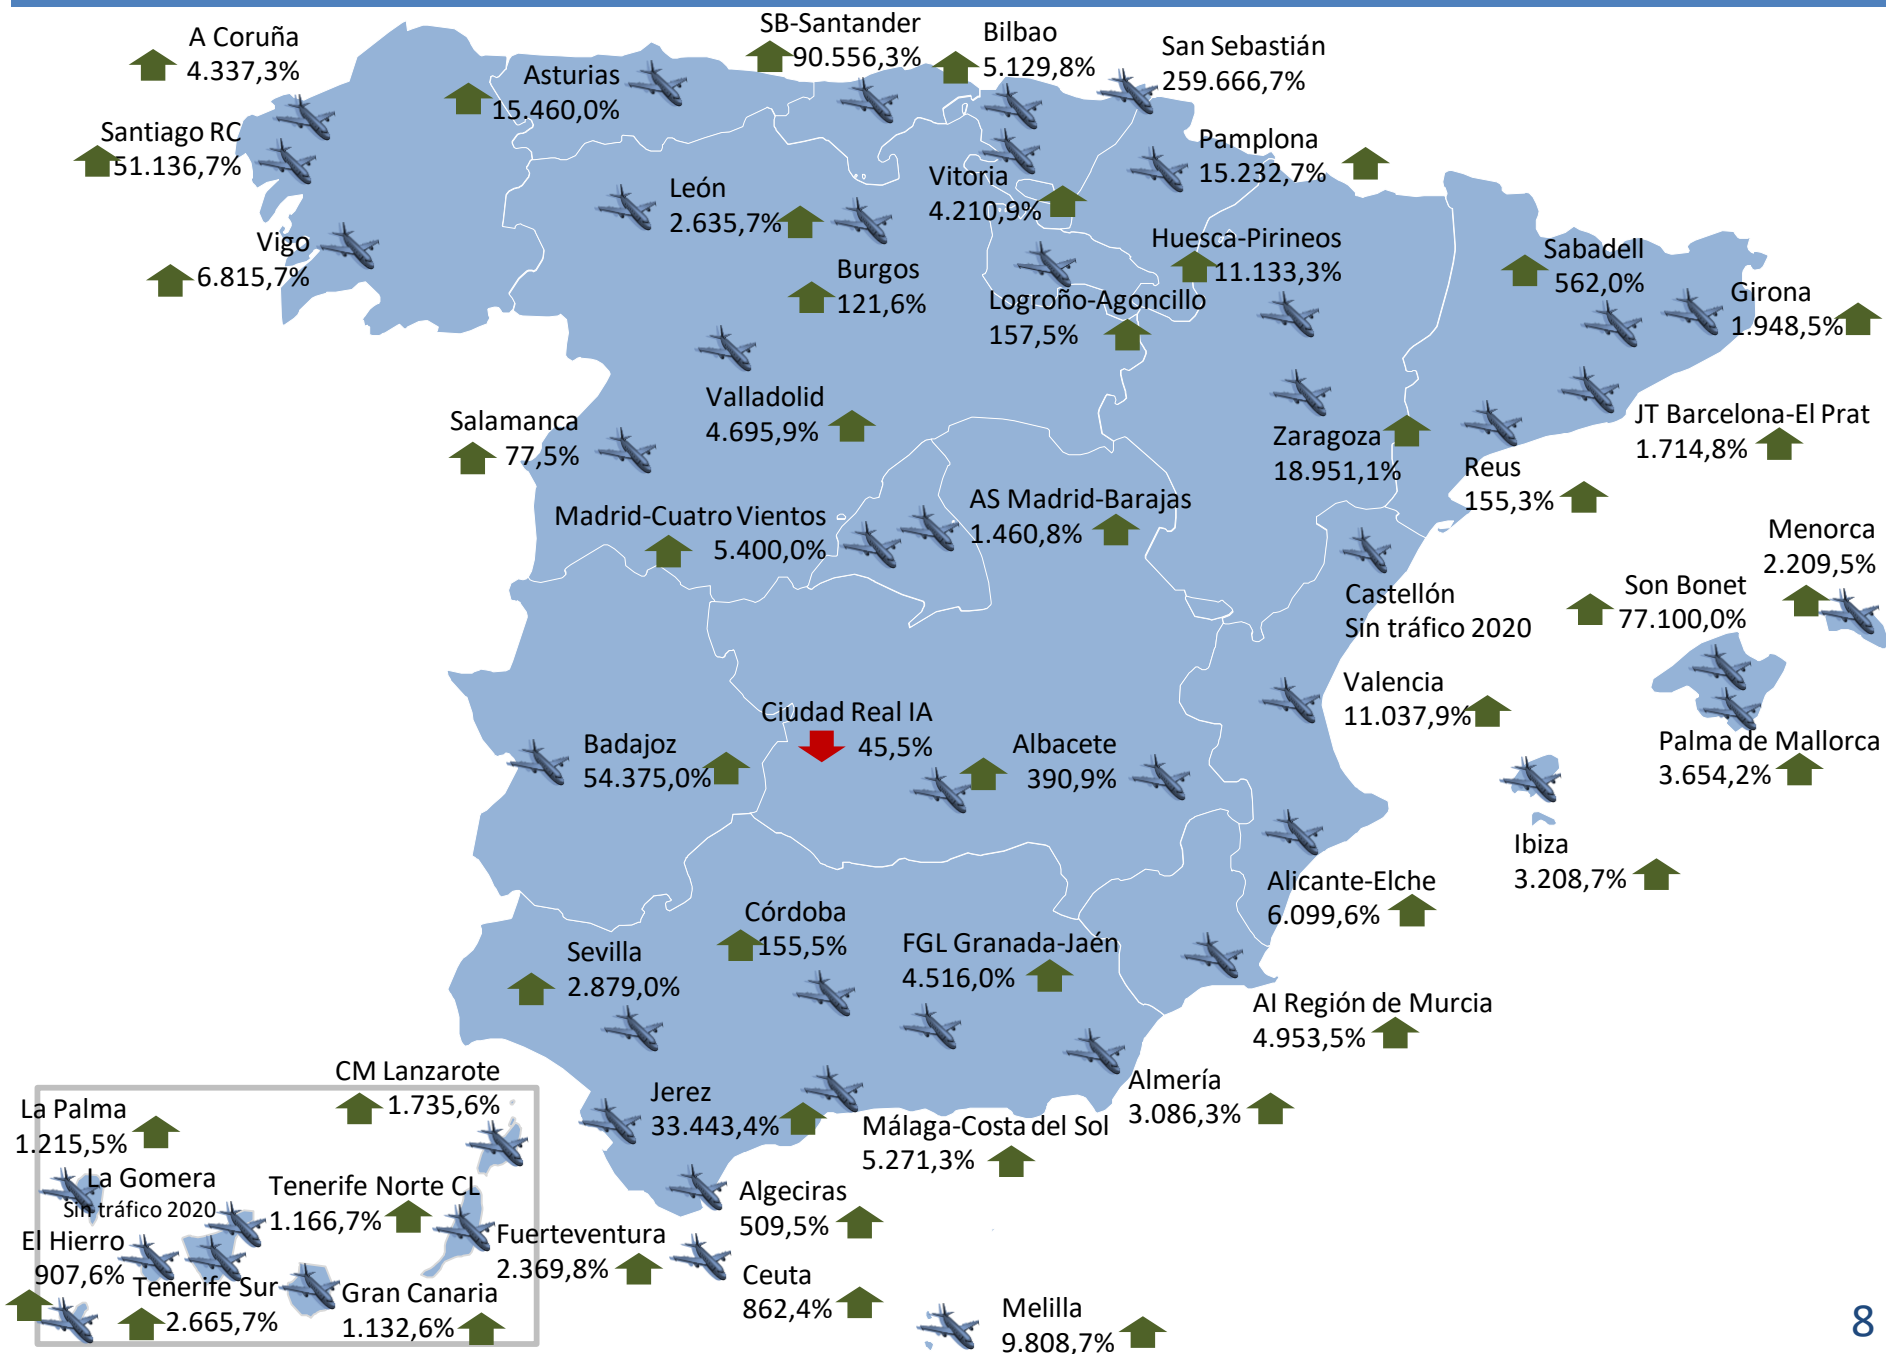 A Coruña
4.337,3%
SB-Santander
90.556,3%
Bilbao
5.129,8%
San Sebastián
259.666,7%
Asturias
15.460,0%
Santiago RC
51.136,7%
Pamplona
15.232,7%
León
2.635,7%
Vitoria
4.210,9%
Vigo
6.815,7%
Burgos
121,6%
Huesca-Pirineos
11.133,3%
Sabadell
562,0%
Girona
1.948,5%
Logroño-Agoncillo
157,5%
Valladolid
4.695,9%
Salamanca
77,5%
Zaragoza
18.951,1%
JT Barcelona-El Prat
1.714,8%
Reus
155,3%
Madrid-Cuatro Vientos
5.400,0%
AS Madrid-Barajas
1.460,8%
Menorca
2.209,5%
Castellón
Sin tráfico 2020
Son Bonet
77.100,0%
Valencia
11.037,9%
Ciudad Real IA
45,5%
Badajoz
54.375,0%
Albacete
390,9%
Palma de Mallorca
3.654,2%
Ibiza
3.208,7%
Alicante-Elche
6.099,6%
Córdoba
155,5%
Sevilla
2.879,0%
FGL Granada-Jaén
4.516,0%
AI Región de Murcia
4.953,5%
CM Lanzarote
1.735,6%
Jerez
33.443,4%
Almería
3.086,3%
La Palma
1.215,5%
Málaga-Costa del Sol
5.271,3%
La Gomera
Sin tráfico 2020
Tenerife Norte CL
1.166,7%
Algeciras
509,5%
El Hierro
907,6%
Fuerteventura
2.369,8%
Tenerife Sur
2.665,7%
Gran Canaria
1.132,6%
Ceuta
862,4%
Melilla
9.808,7%
8